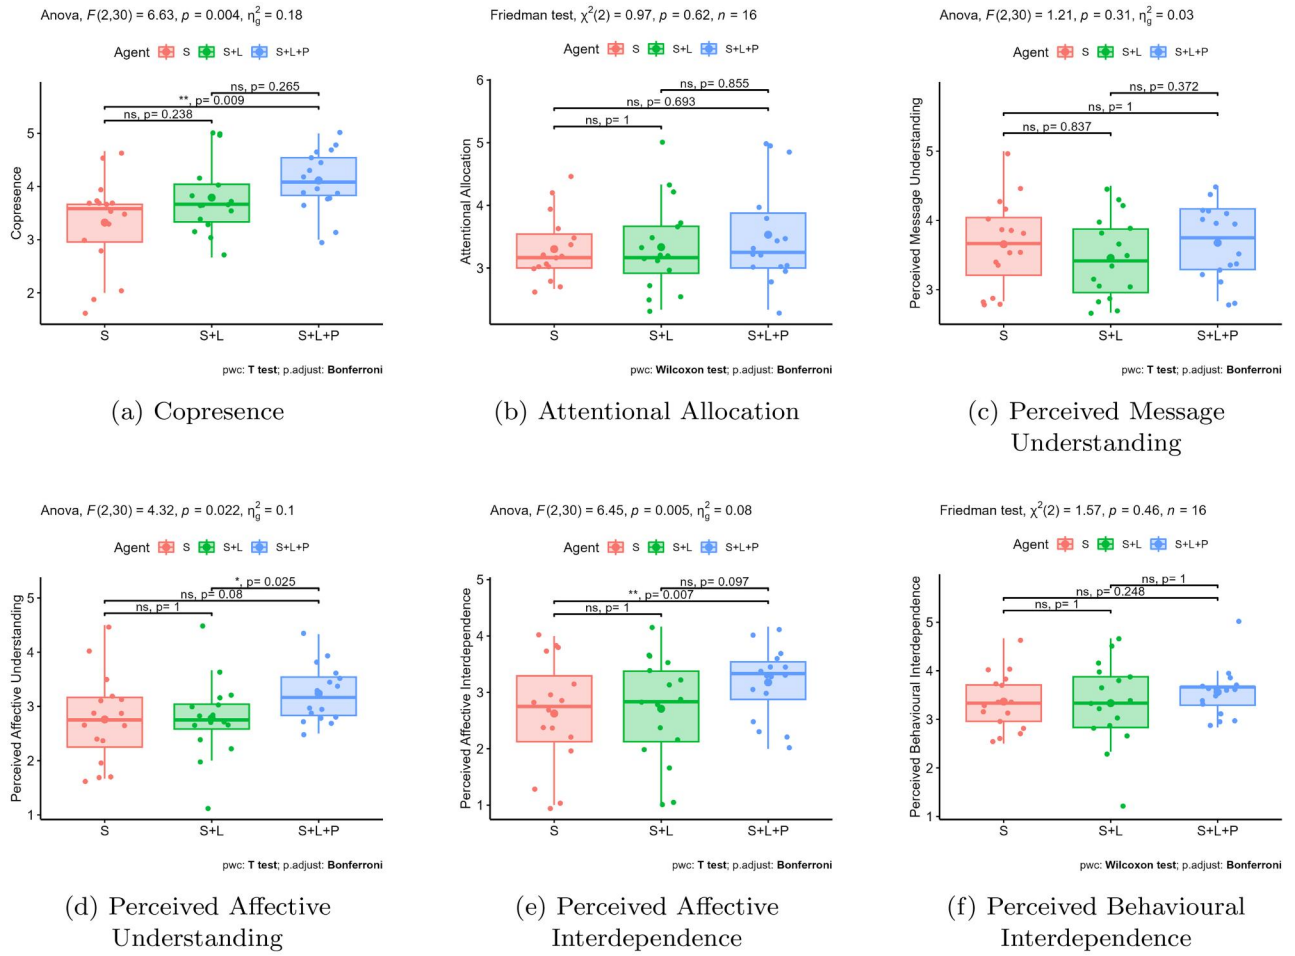 Anova, F(2,30) = 6.63, p = 0.004, η²g = 0.18
Agent S S+L S+L+P
ns, p= 0.265
**, p= 0.009
ns, p= 0.238
Copresence
5
4
3
2
S S+L S+L+P
pwc: T test; p.adjust: Bonferroni
(a) Copresence
Friedman test, χ²(2) = 0.97, p = 0.62, n = 16
Agent S S+L S+L+P
ns, p= 0.855
ns, p= 0.693
ns, p= 1
Attentional Allocation
6
5
4
3
S S+L S+L+P
pwc: Wilcoxon test; p.adjust: Bonferroni
(b) Attentional Allocation
Anova, F(2,30) = 1.21, p = 0.31, η²g = 0.03
Agent S S+L S+L+P
ns, p= 0.372
ns, p= 1
ns, p= 0.837
Perceived Message Understanding
5
4
3
S S+L S+L+P
pwc: T test; p.adjust: Bonferroni
(c) Perceived Message
Understanding
Anova, F(2,30) = 4.32, p = 0.022, η²g = 0.1
Agent S S+L S+L+P
*, p= 0.025
ns, p= 0.08
ns, p= 1
Perceived Affective Understanding
5
4
3
2
1
S S+L S+L+P
pwc: T test; p.adjust: Bonferroni
(d) Perceived Affective
Understanding
Anova, F(2,30) = 6.45, p = 0.005, η²g = 0.08
Agent S S+L S+L+P
ns, p= 0.097
**, p= 0.007
ns, p= 1
Perceived Affective Interdependence
5
4
3
2
1
S S+L S+L+P
pwc: T test; p.adjust: Bonferroni
(e) Perceived Affective
Interdependence
Friedman test, χ²(2) = 1.57, p = 0.46, n = 16
Agent S S+L S+L+P
ns, p= 1
ns, p= 0.248
ns, p= 1
Perceived Behavioural Interdependence
5
4
3
2
1
S S+L S+L+P
pwc: Wilcoxon test; p.adjust: Bonferroni
(f) Perceived Behavioural
Interdependence